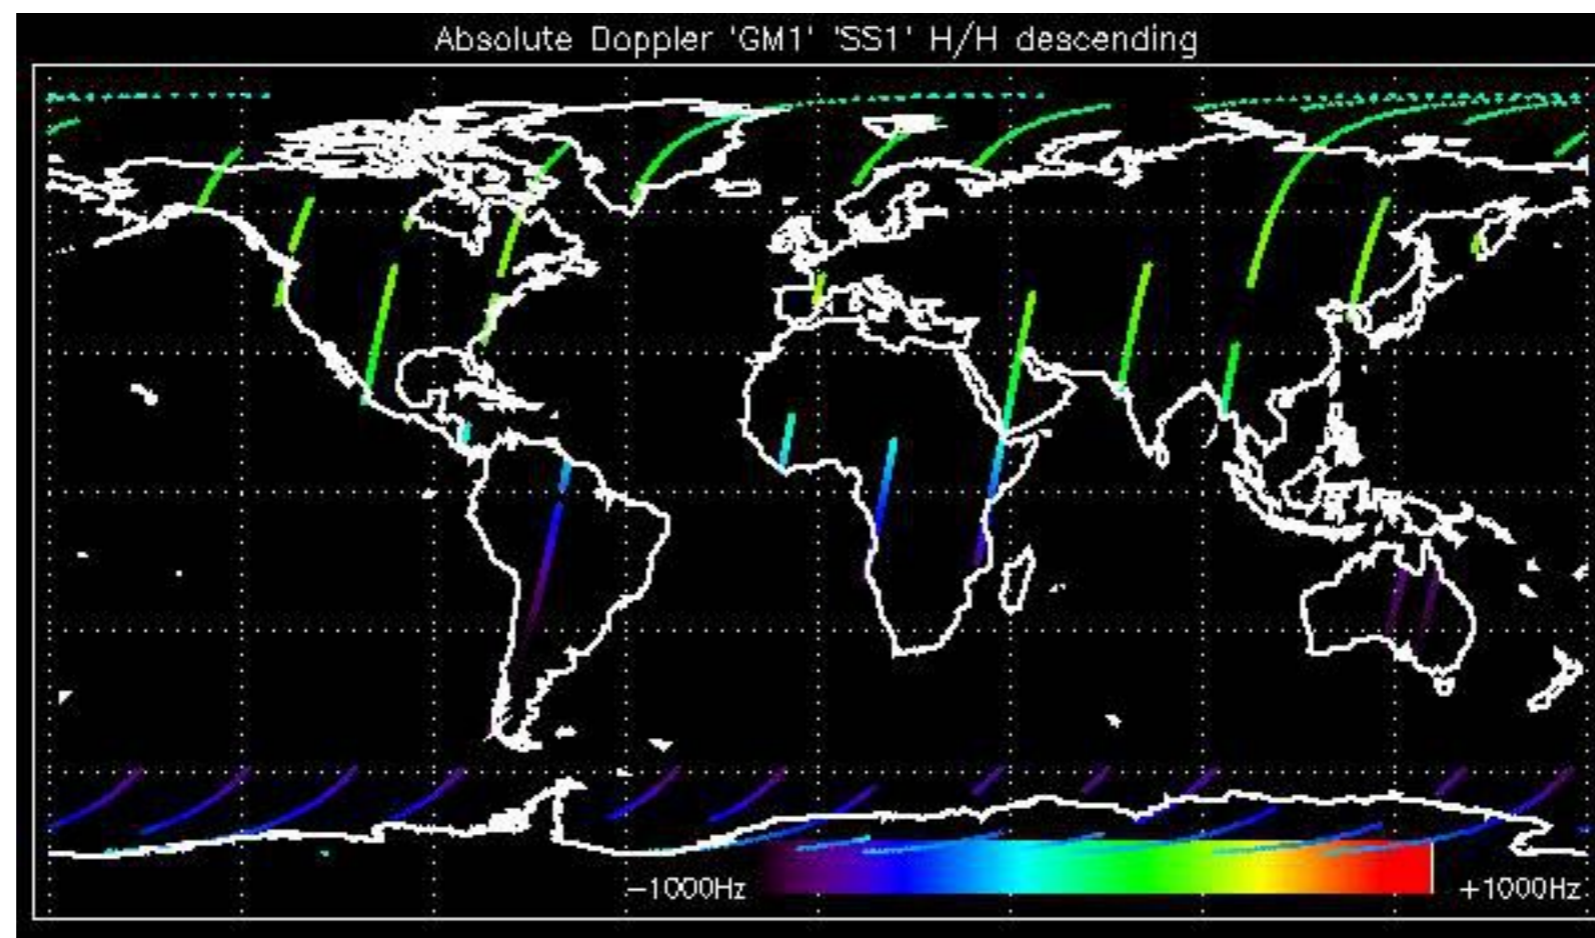 Absolute Doppler 'GM1' 'SS1' H/H descending
−1000Hz
+1000Hz